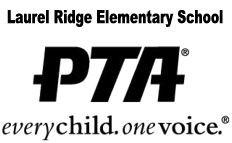 Laurel Ridge Elementary School
PTA®
everychild.onevoice.®